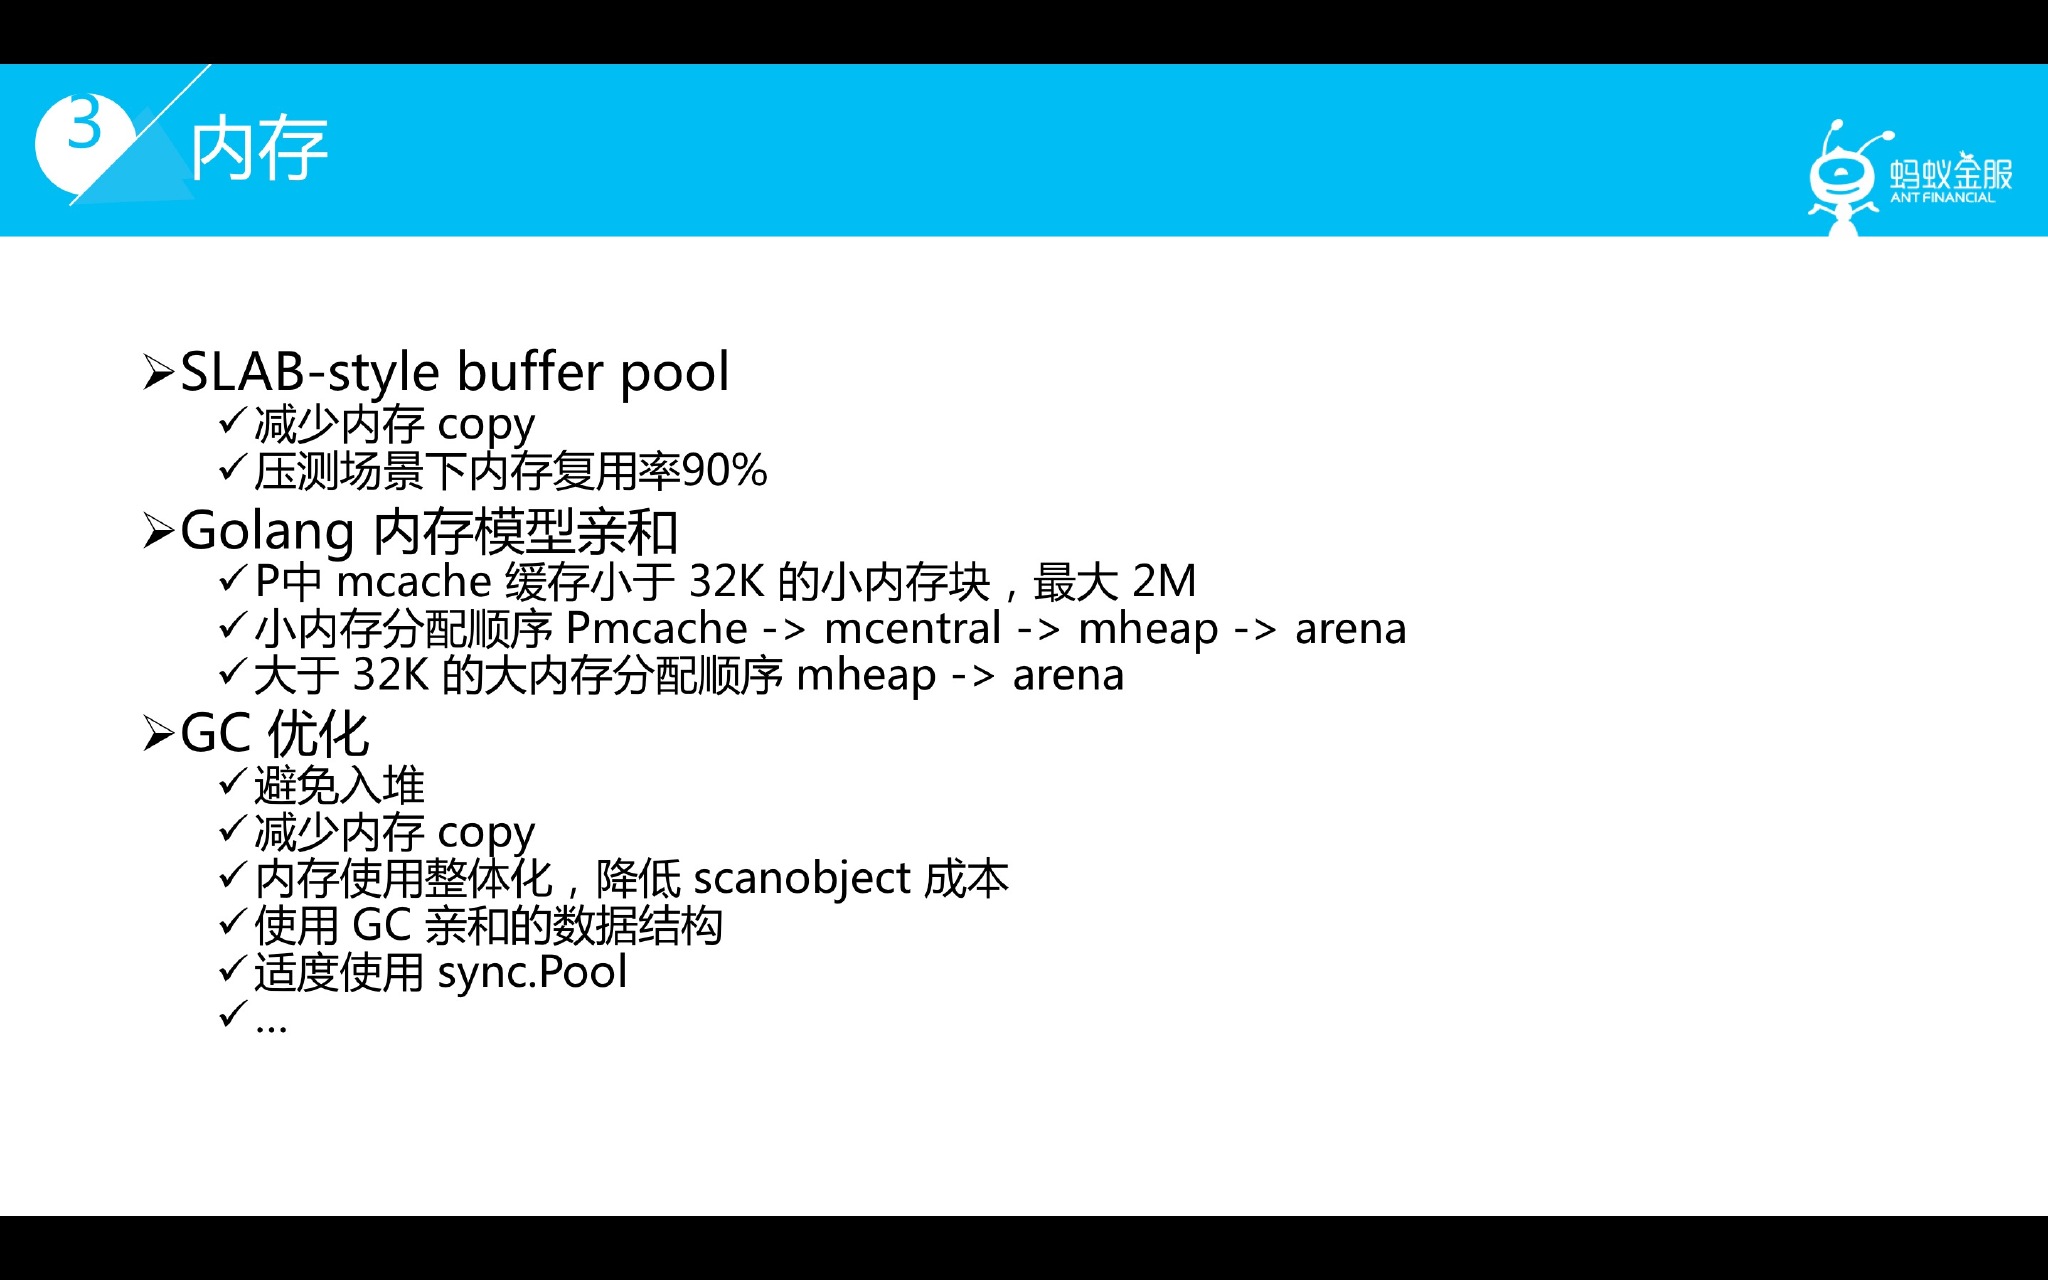 3
内存
蚂蚁金服
ANT FINANCIAL
➢SLAB-style buffer pool
✓减少内存 copy
✓压测场景下内存复用率90%
➢Golang 内存模型亲和
✓P中 mcache 缓存小于 32K 的小内存块，最大 2M
✓小内存分配顺序 Pmcache -> mcentral -> mheap -> arena
✓大于 32K 的大内存分配顺序 mheap -> arena
➢GC 优化
✓避免入堆
✓减少内存 copy
✓内存使用整体化，降低 scanobject 成本
✓使用 GC 亲和的数据结构
✓适度使用 sync.Pool
✓...